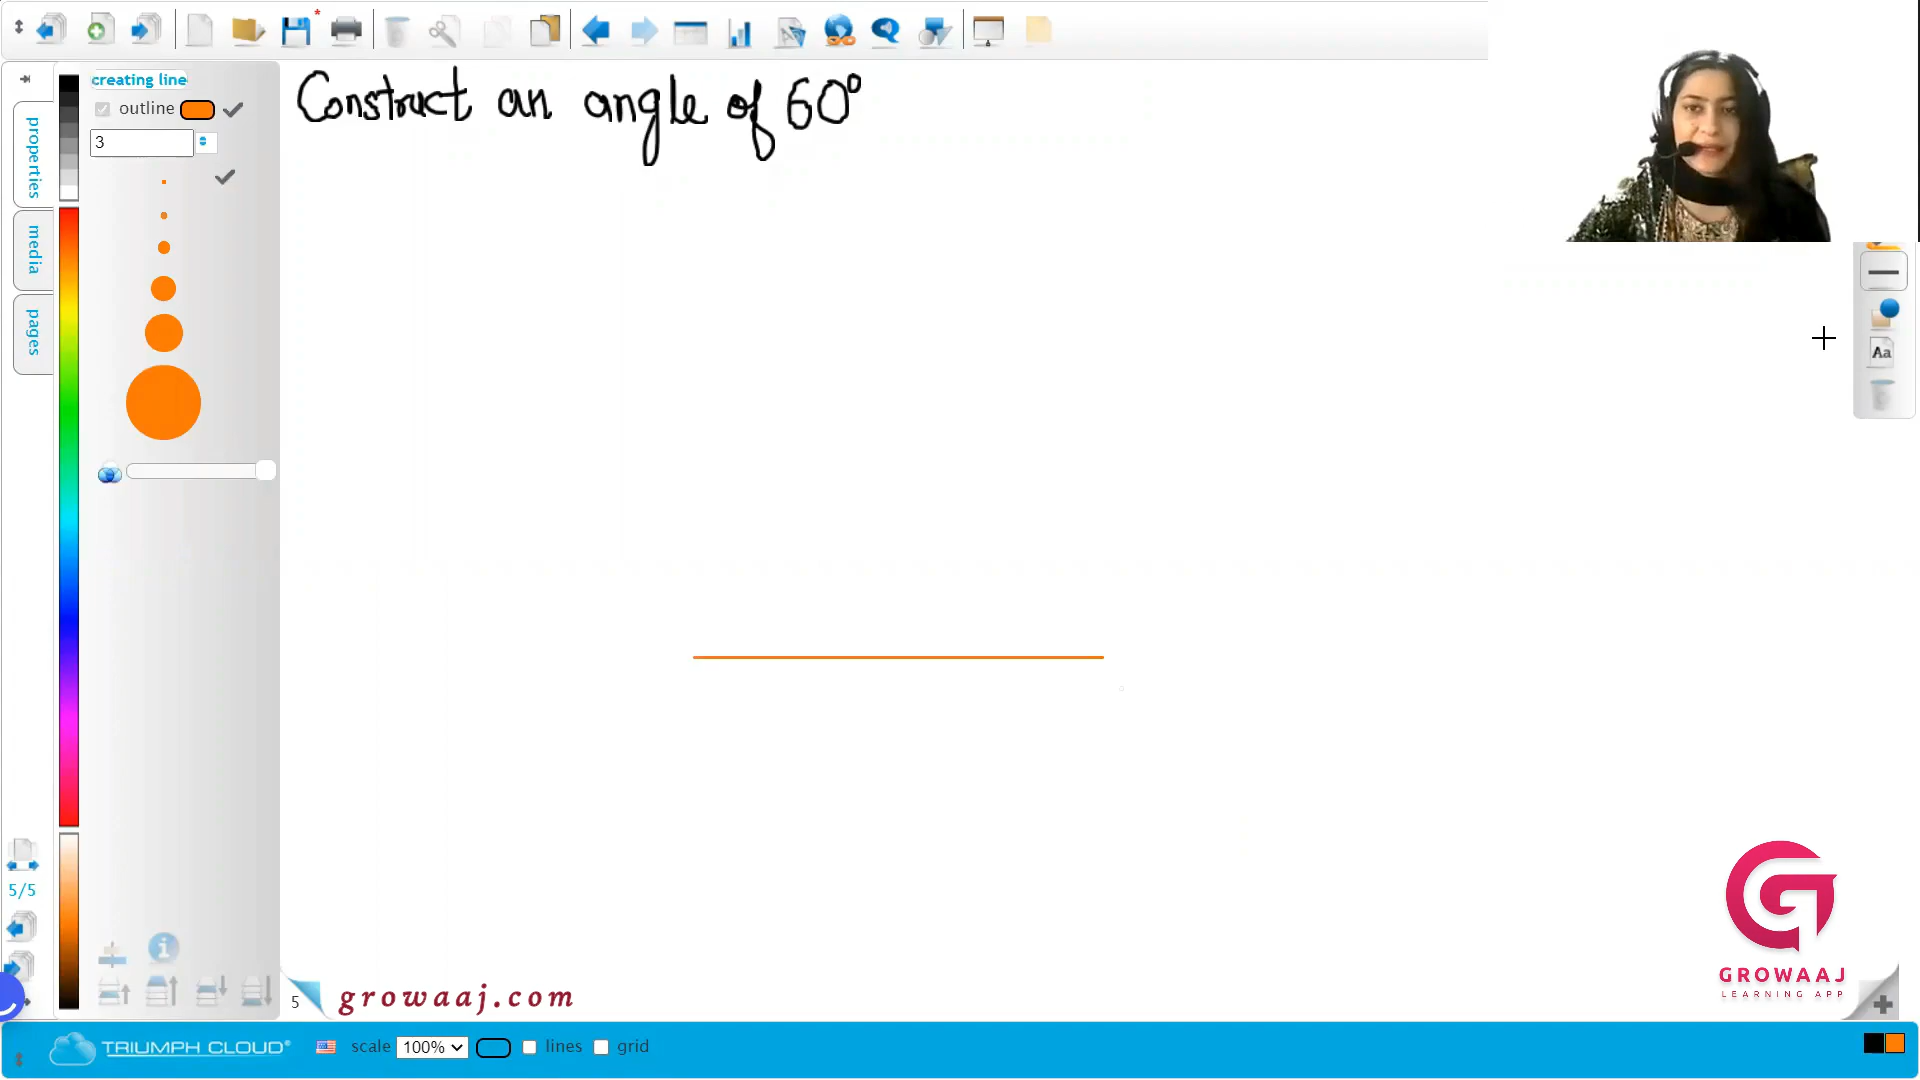 creating line
Construct an angle of 60°
outline
3
properties
media
pages
Aa
5/5
5
growaaj.com
GROWAAJ
LEARNING APP
TRIUMPH CLOUD
scale 100% lines grid